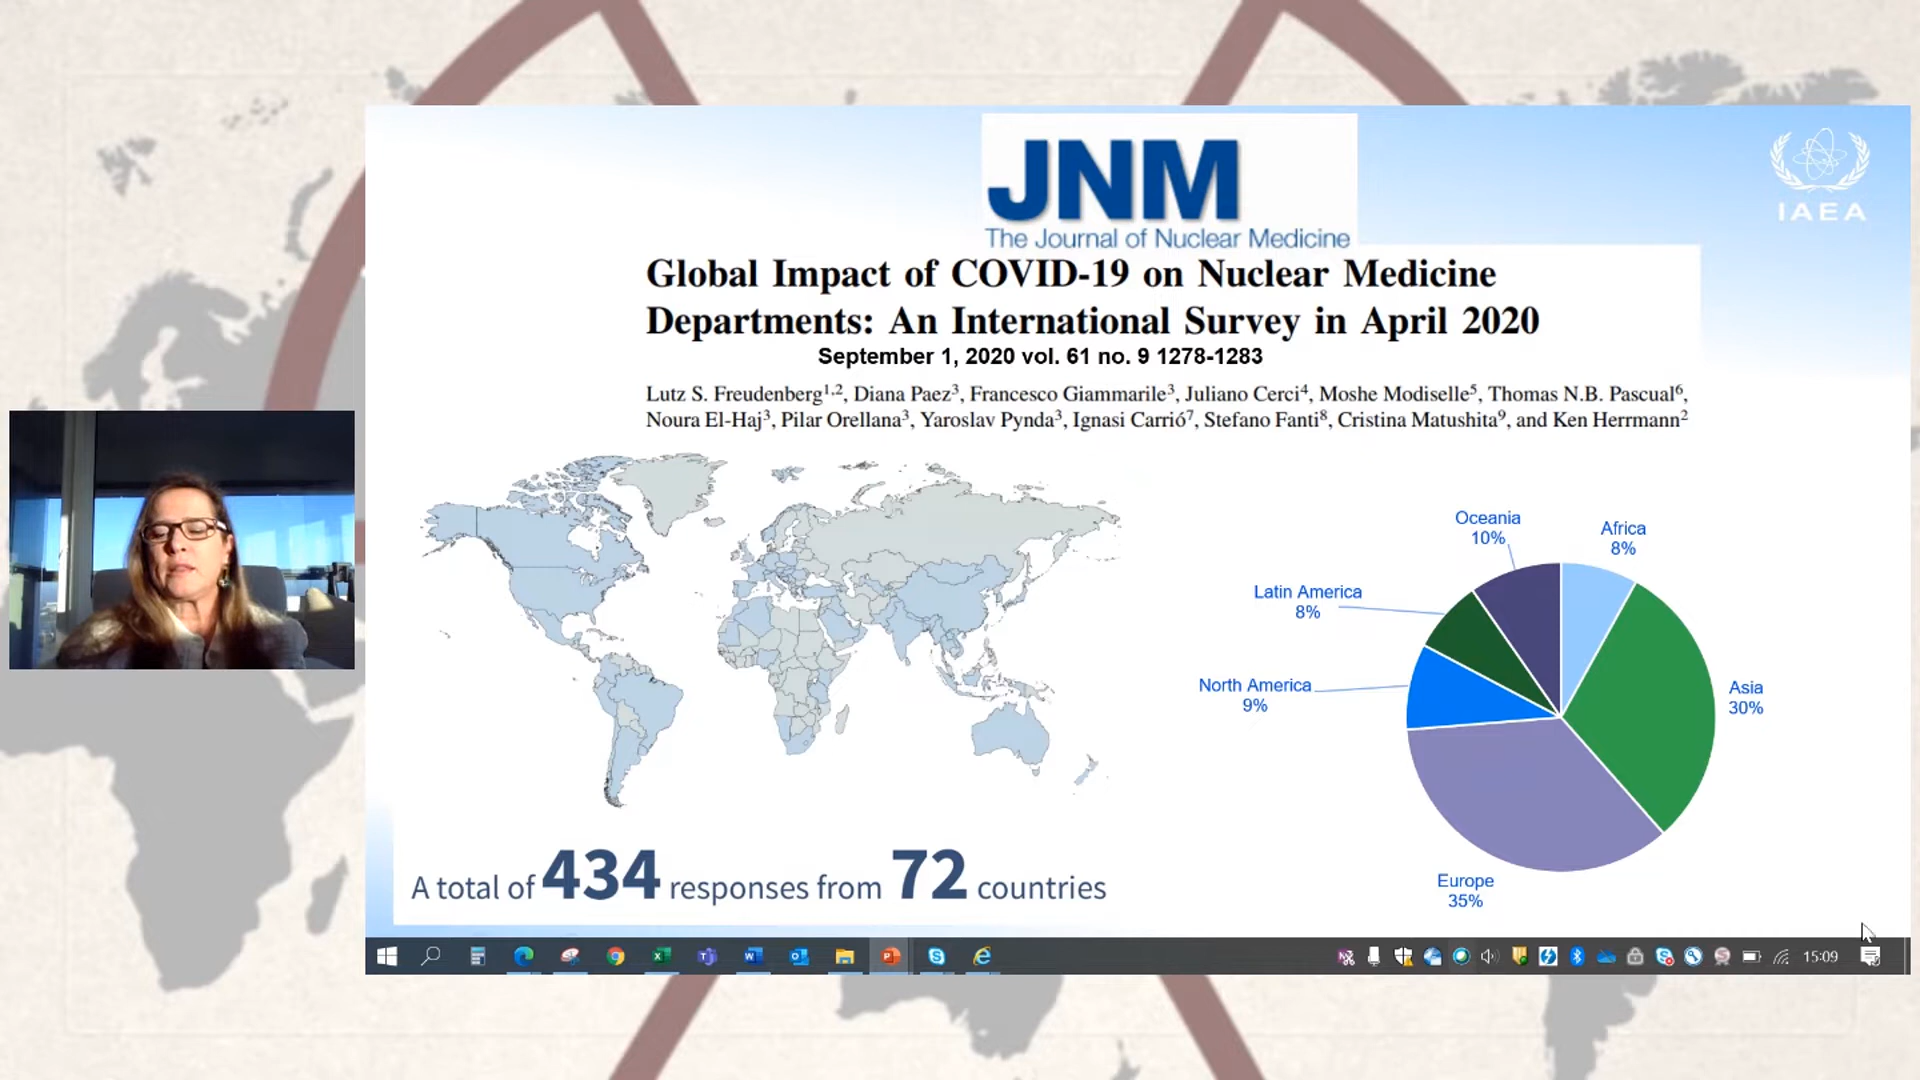 JNM
The Journal of Nuclear Medicine
IAEA
Global Impact of COVID-19 on Nuclear Medicine
Departments: An International Survey in April 2020
September 1, 2020 vol. 61 no. 9 1278-1283
Lutz S. Freudenberg1,2, Diana Paez3, Francesco Giammarile3, Juliano Cerci4, Moshe Modiselle5, Thomas N.B. Pascual6,
Noura El-Haj3, Pilar Orellana3, Yaroslav Pynda3, Ignasi Carrió7, Stefano Fanti8, Cristina Matushita9, and Ken Herrmann2
Oceania
10%
Africa
8%
Latin America
8%
North America
9%
Asia
30%
Europe
35%
A total of 434 responses from 72 countries
15:09